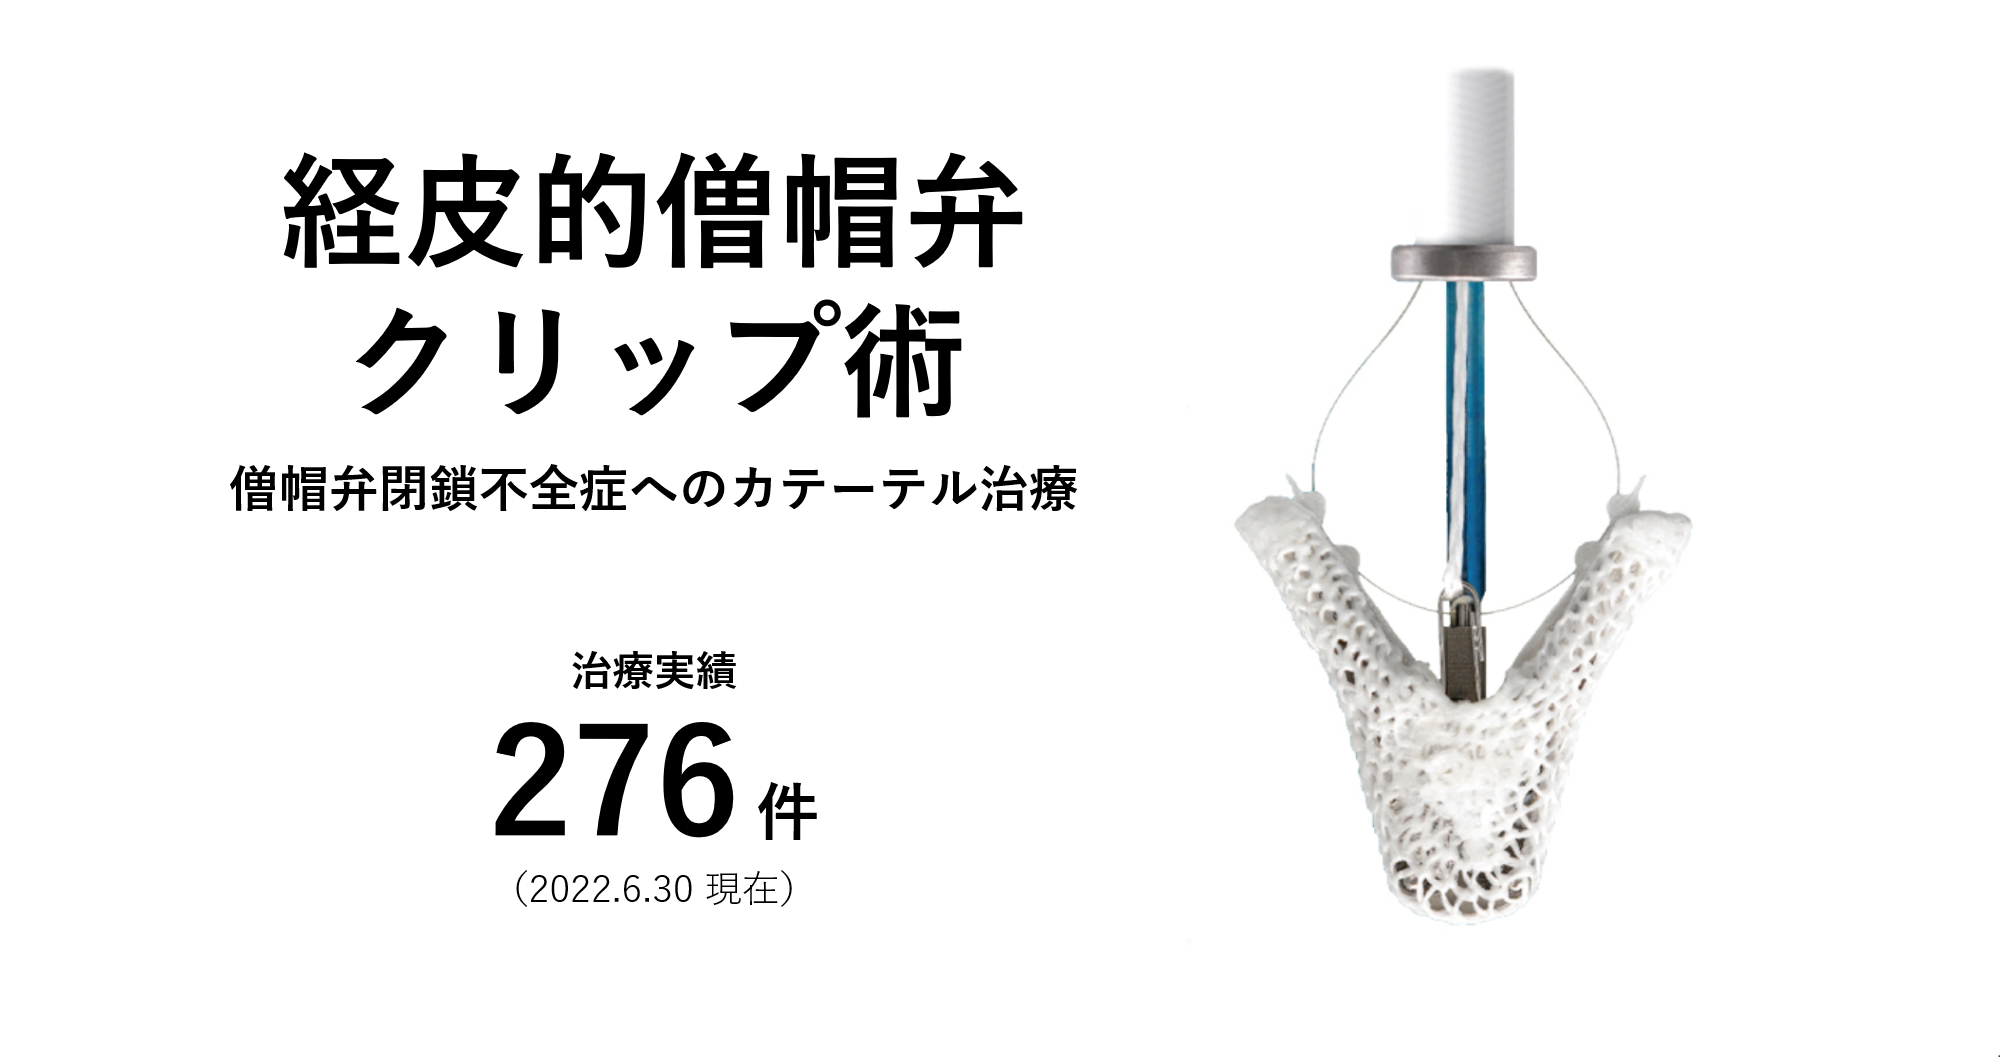 経皮的僧帽弁
クリップ術
僧帽弁閉鎖不全症へのカテーテル治療
治療実績
276 件
（2022.6.30 現在）